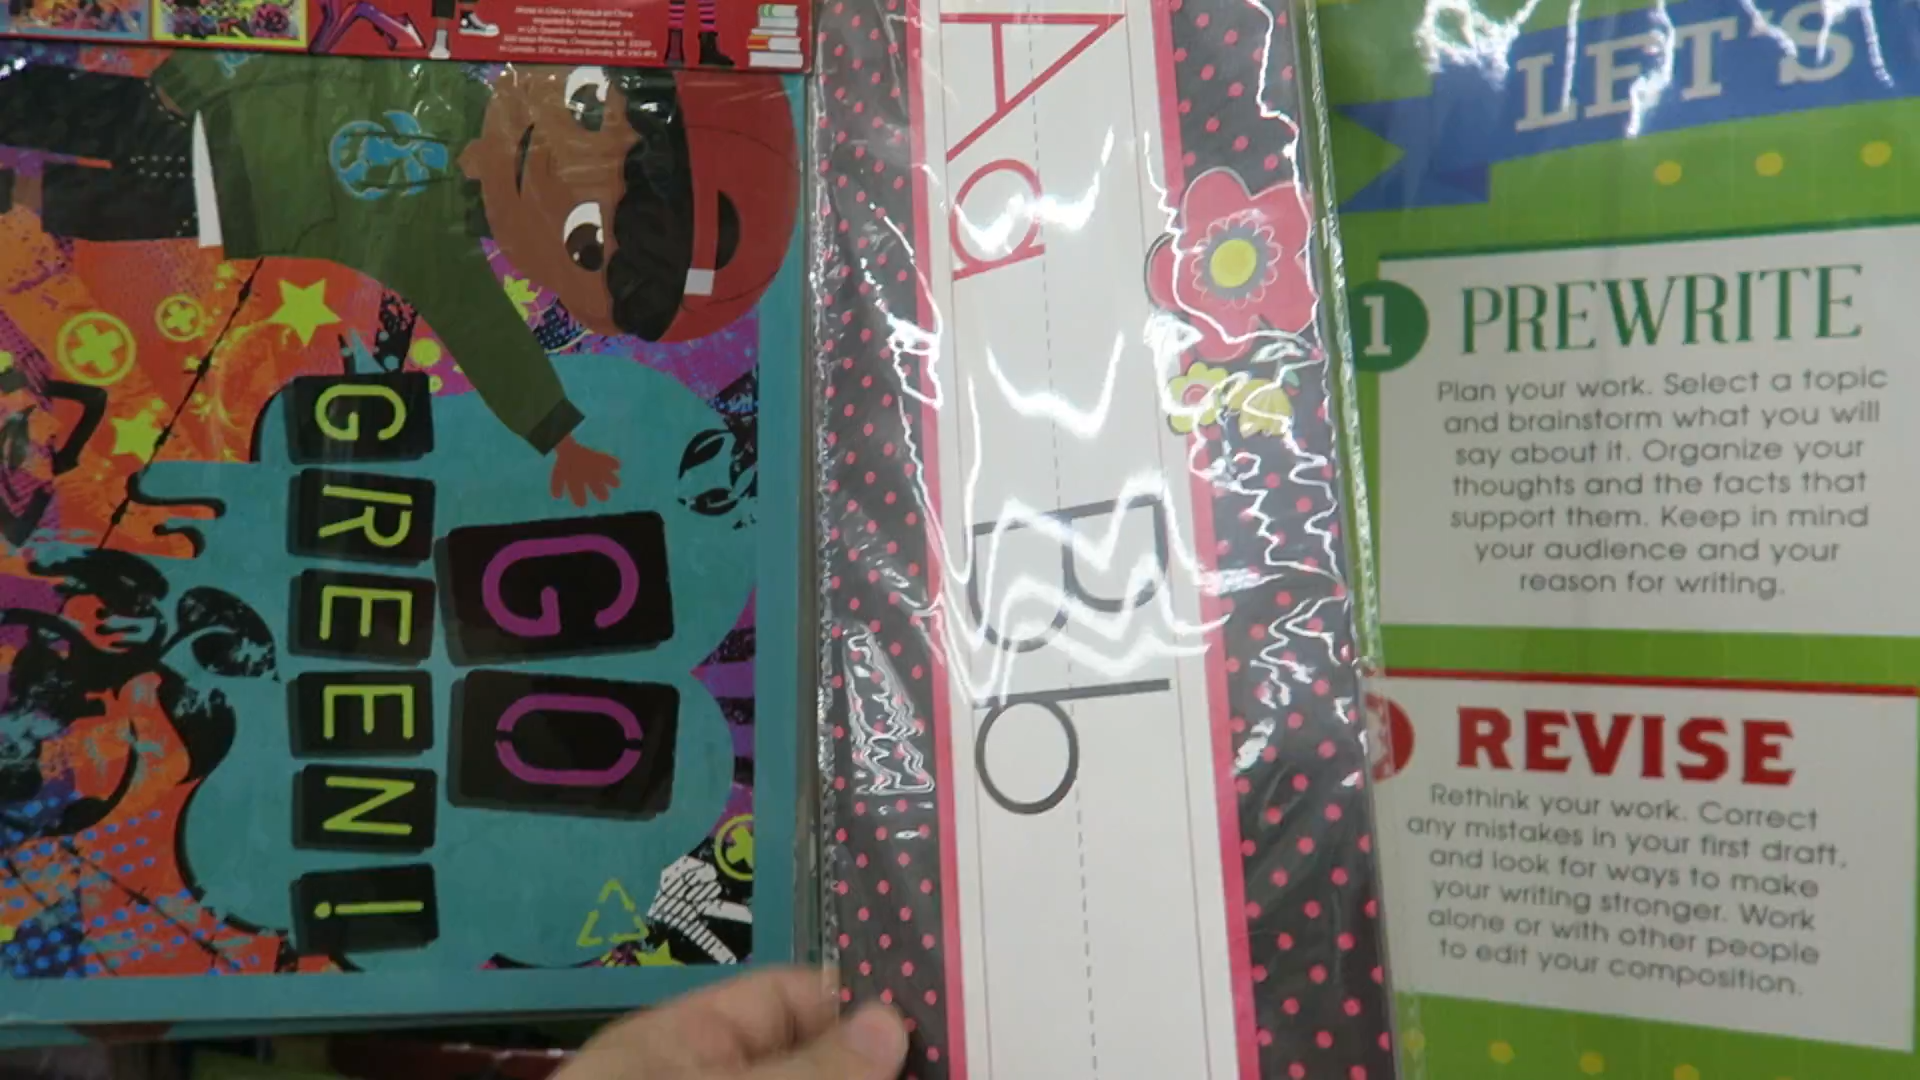 GO
GREEN!
A a
B b
LET'S
1 PREWRITE
Plan your work. Select a topic
and brainstorm what you will
say about it. Organize your
thoughts and the facts that
support them. Keep in mind
your audience and your
reason for writing.
REVISE
Rethink your work. Correct
any mistakes in your first draft,
and look for ways to make
your writing stronger. Work
alone or with other people
to edit your composition.